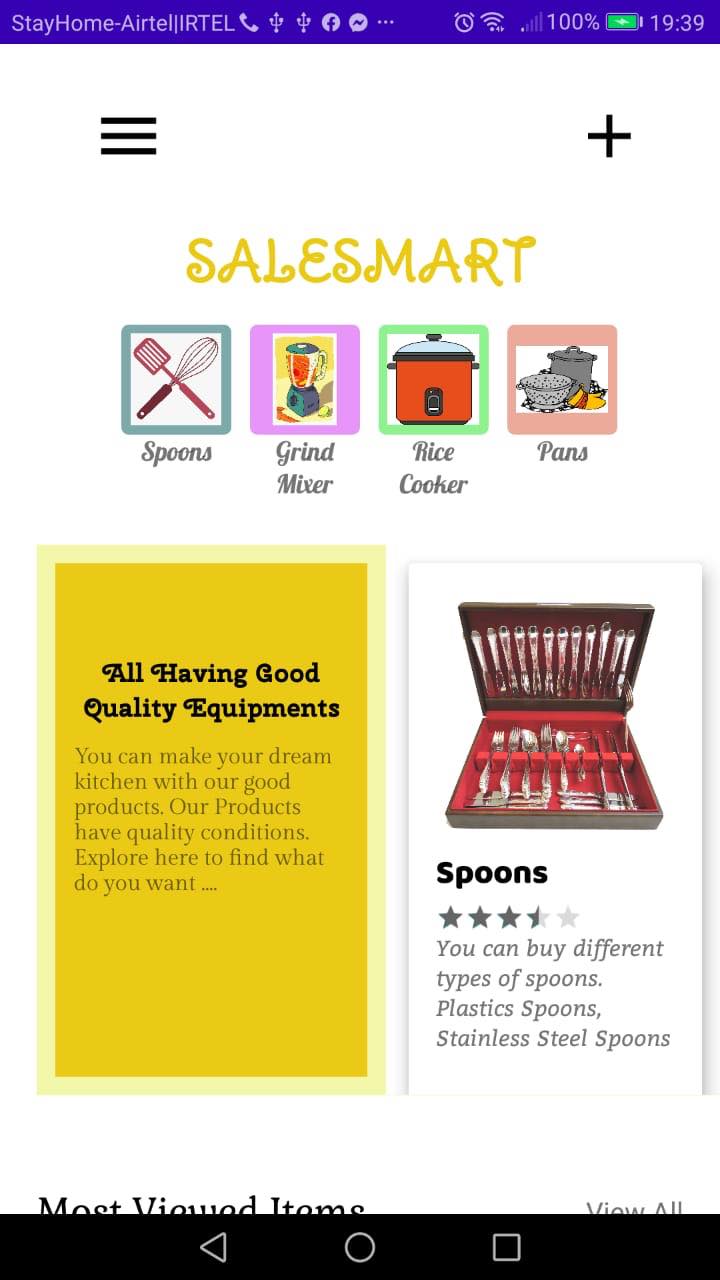 StayHome-Airtel|IRTEL ... 100% 19:39
SALESMART
Spoons
Grind
Mixer
Rice
Cooker
Pans
All Having Good
Quality Equipments
You can make your dream
kitchen with our good
products. Our Products
have quality conditions.
Explore here to find what
do you want ....
Spoons
You can buy different
types of spoons.
Plastics Spoons,
Stainless Steel Spoons
Most Viewed Items
View All